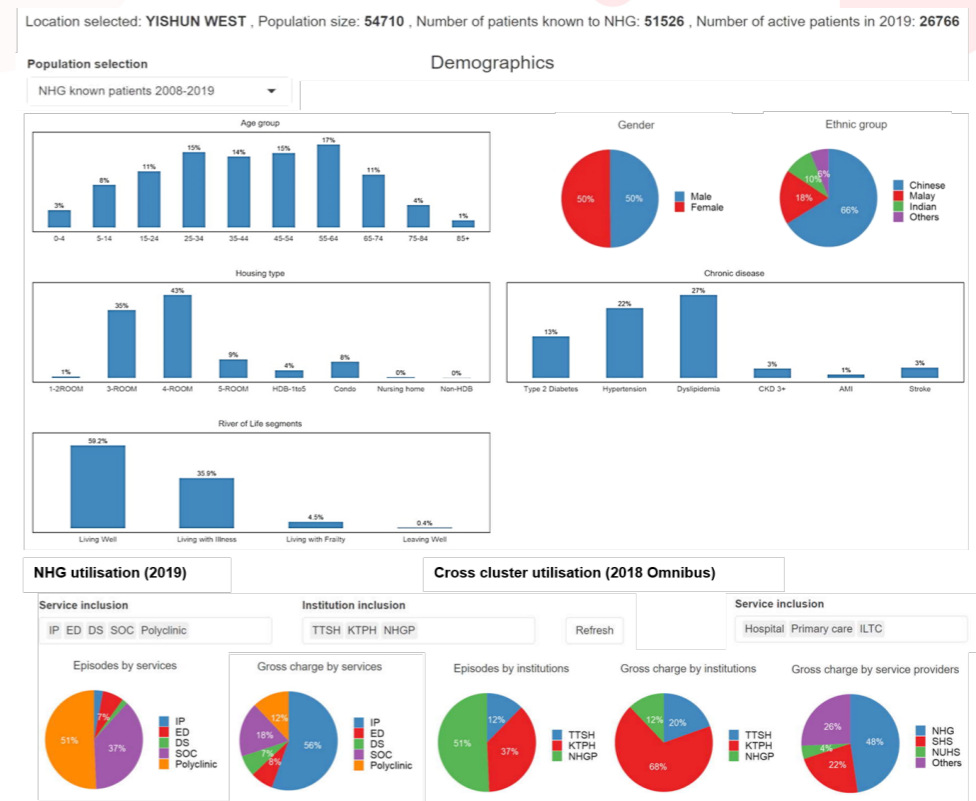 Location selected: YISHUN WEST , Population size: 54710 , Number of patients known to NHG: 51526 , Number of active patients in 2019: 26766
Population selection
Demographics
NHG known patients 2008-2019
Age group
3% 8% 11% 15% 14% 15% 17% 11% 4% 1%
0-4 5-14 15-24 25-34 35-44 45-54 55-64 65-74 75-84 85+
Gender
50% 50%
Male
Female
Ethnic group
6%
10%
18%
66%
Chinese
Malay
Indian
Others
Housing type
1% 35% 43% 9% 4% 8% 0% 0%
1-2ROOM 3-ROOM 4-ROOM 5-ROOM HDB-1to5 Condo Nursing home Non-HDB
Chronic disease
13% 22% 27% 3% 1% 3%
Type 2 Diabetes Hypertension Dyslipidemia CKD 3+ AMI Stroke
River of Life segments
59.2% 35.9% 4.5% 0.4%
Living Well Living with Illness Living with Frailty Leaving Well
NHG utilisation (2019)
Cross cluster utilisation (2018 Omnibus)
Service inclusion
IP ED DS SOC Polyclinic
Institution inclusion
TTSH KTPH NHGP
Refresh
Service inclusion
Hospital Primary care ILTC
Episodes by services
7%
51%
37%
IP
ED
DS
SOC
Polyclinic
Gross charge by services
12%
18%
56%
7%
8%
IP
ED
DS
SOC
Polyclinic
Episodes by institutions
12%
51%
37%
TTSH
KTPH
NHGP
Gross charge by institutions
12% 20%
68%
TTSH
KTPH
NHGP
Gross charge by service providers
26%
48%
4%
22%
NHG
SHS
NUHS
Others